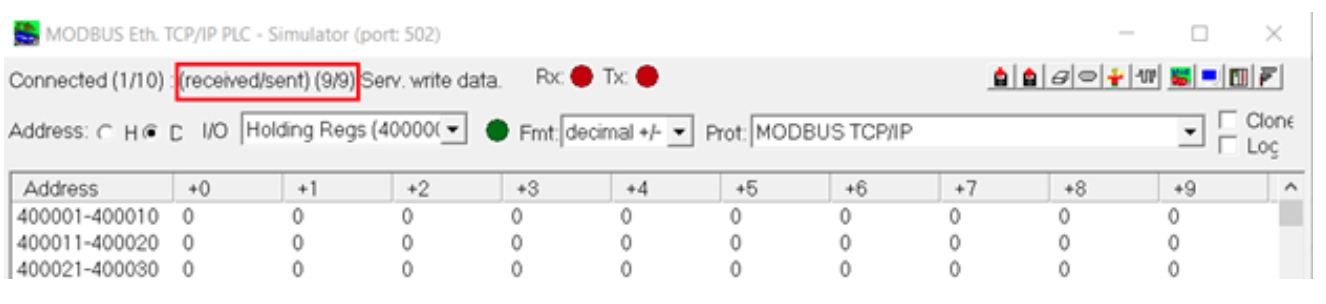 MODBUS Eth. TCP/IP PLC - Simulator (port: 502)
Connected (1/10) : (received/sent) (9/9) Serv. write data. Rx: Tx:
Address: H D I/O Holding Regs (400000 Fmt: decimal +/- Prot: MODBUS TCP/IP Clone
Log
Address +0 +1 +2 +3 +4 +5 +6 +7 +8 +9
400001-400010 0 0 0 0 0 0 0 0 0 0
400011-400020 0 0 0 0 0 0 0 0 0 0
400021-400030 0 0 0 0 0 0 0 0 0 0